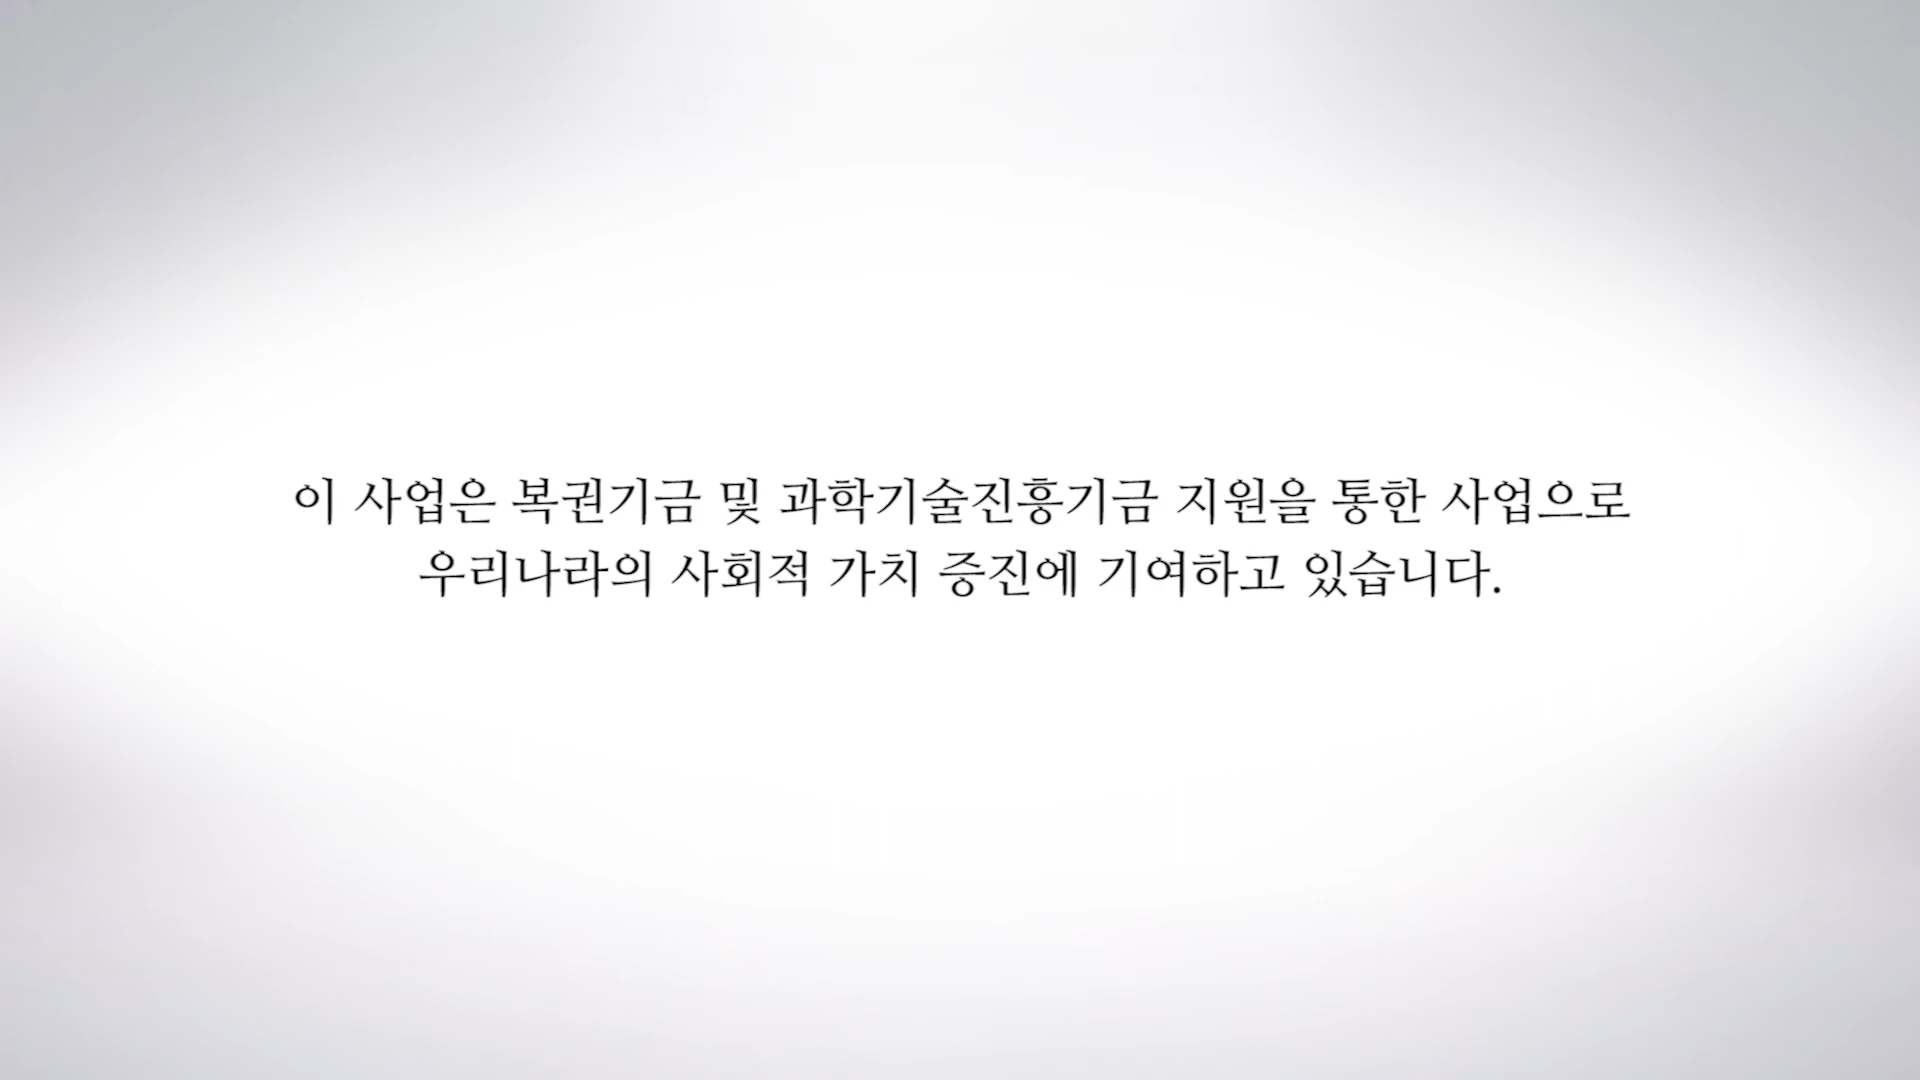 이 사업은 복권기금 및 과학기술진흥기금 지원을 통한 사업으로
우리나라의 사회적 가치 증진에 기여하고 있습니다.